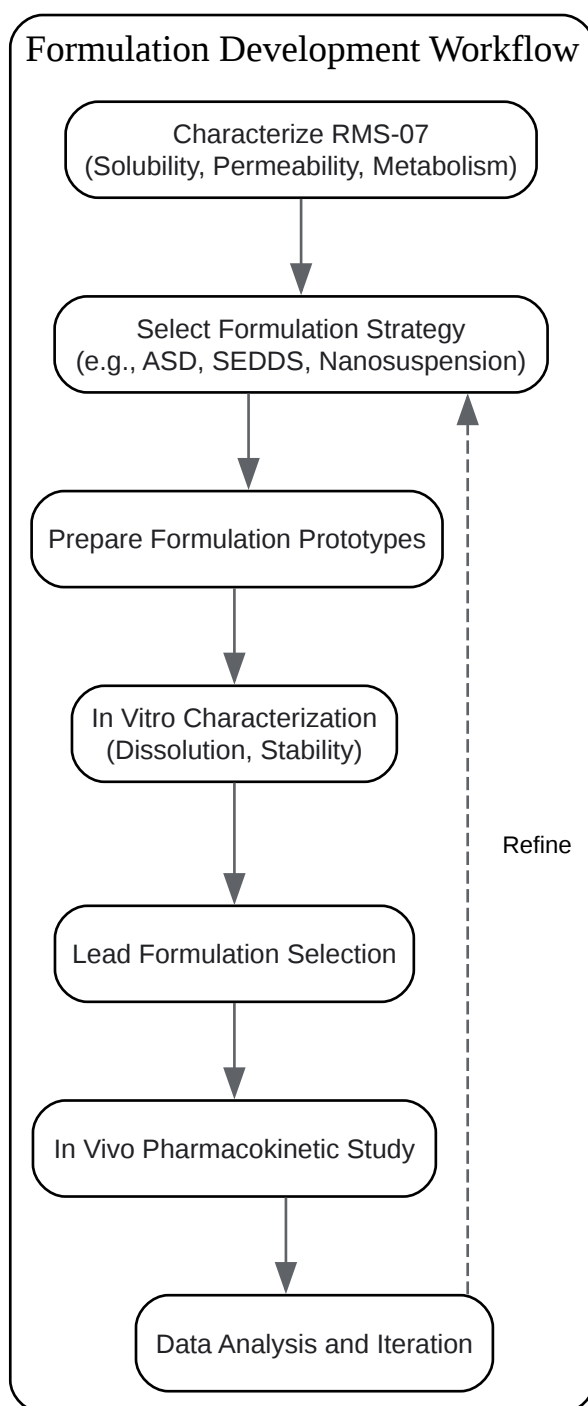 Formulation Development Workflow
Characterize RMS-07
(Solubility, Permeability, Metabolism)
Select Formulation Strategy
(e.g., ASD, SEDDS, Nanosuspension)
Prepare Formulation Prototypes
In Vitro Characterization
(Dissolution, Stability)
Refine
Lead Formulation Selection
In Vivo Pharmacokinetic Study
Data Analysis and Iteration